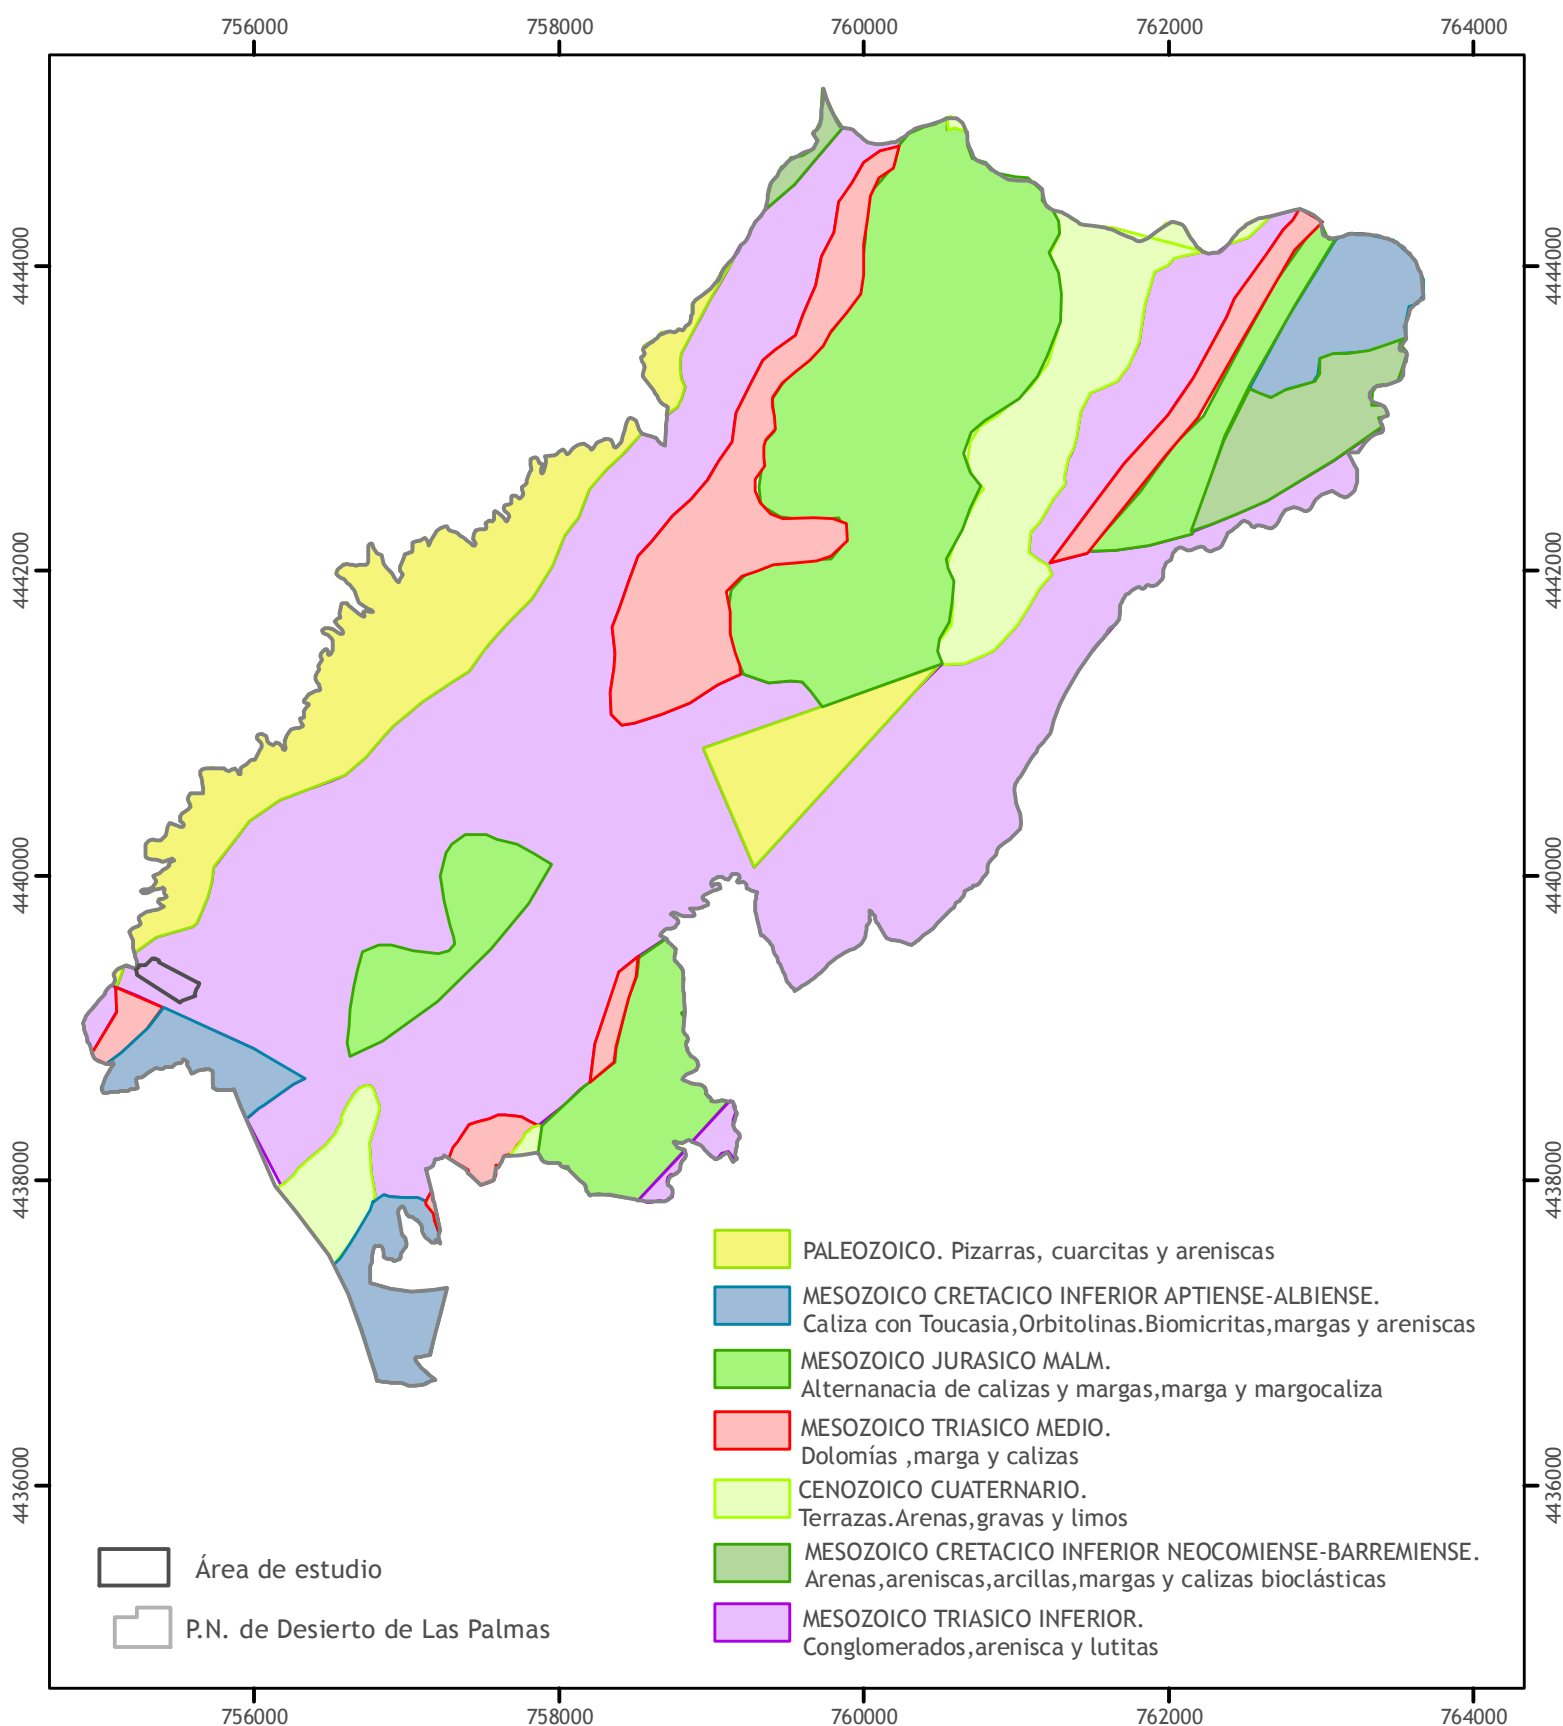 756000 758000 760000 762000 764000
4444000 4444000
4442000 4442000
4440000 4440000
4438000 4438000
4436000 4436000
PALEOZOICO. Pizarras, cuarcitas y areniscas
MESOZOICO CRETACICO INFERIOR APTIENSE-ALBIENSE.
Caliza con Toucasia,Orbitolinas.Biomicritas,margas y areniscas
MESOZOICO JURASICO MALM.
Alternanacia de calizas y margas,marga y margocaliza
MESOZOICO TRIASICO MEDIO.
Dolomías ,marga y calizas
CENOZOICO CUATERNARIO.
Terrazas.Arenas,gravas y limos
MESOZOICO CRETACICO INFERIOR NEOCOMIENSE-BARREMIENSE.
Arenas,areniscas,arcillas,margas y calizas bioclásticas
MESOZOICO TRIASICO INFERIOR.
Conglomerados,arenisca y lutitas
Área de estudio
P.N. de Desierto de Las Palmas
756000 758000 760000 762000 764000